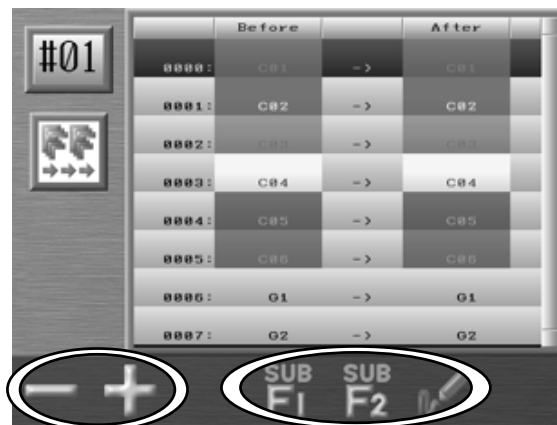 Before After
#01
0000: C01 -> C01
0001: C02 -> C02
0002: C03 -> C03
0003: C04 -> C04
0004: C05 -> C05
0005: C06 -> C06
0006: G1 -> G1
0007: G2 -> G2
SUB SUB
F1 F2